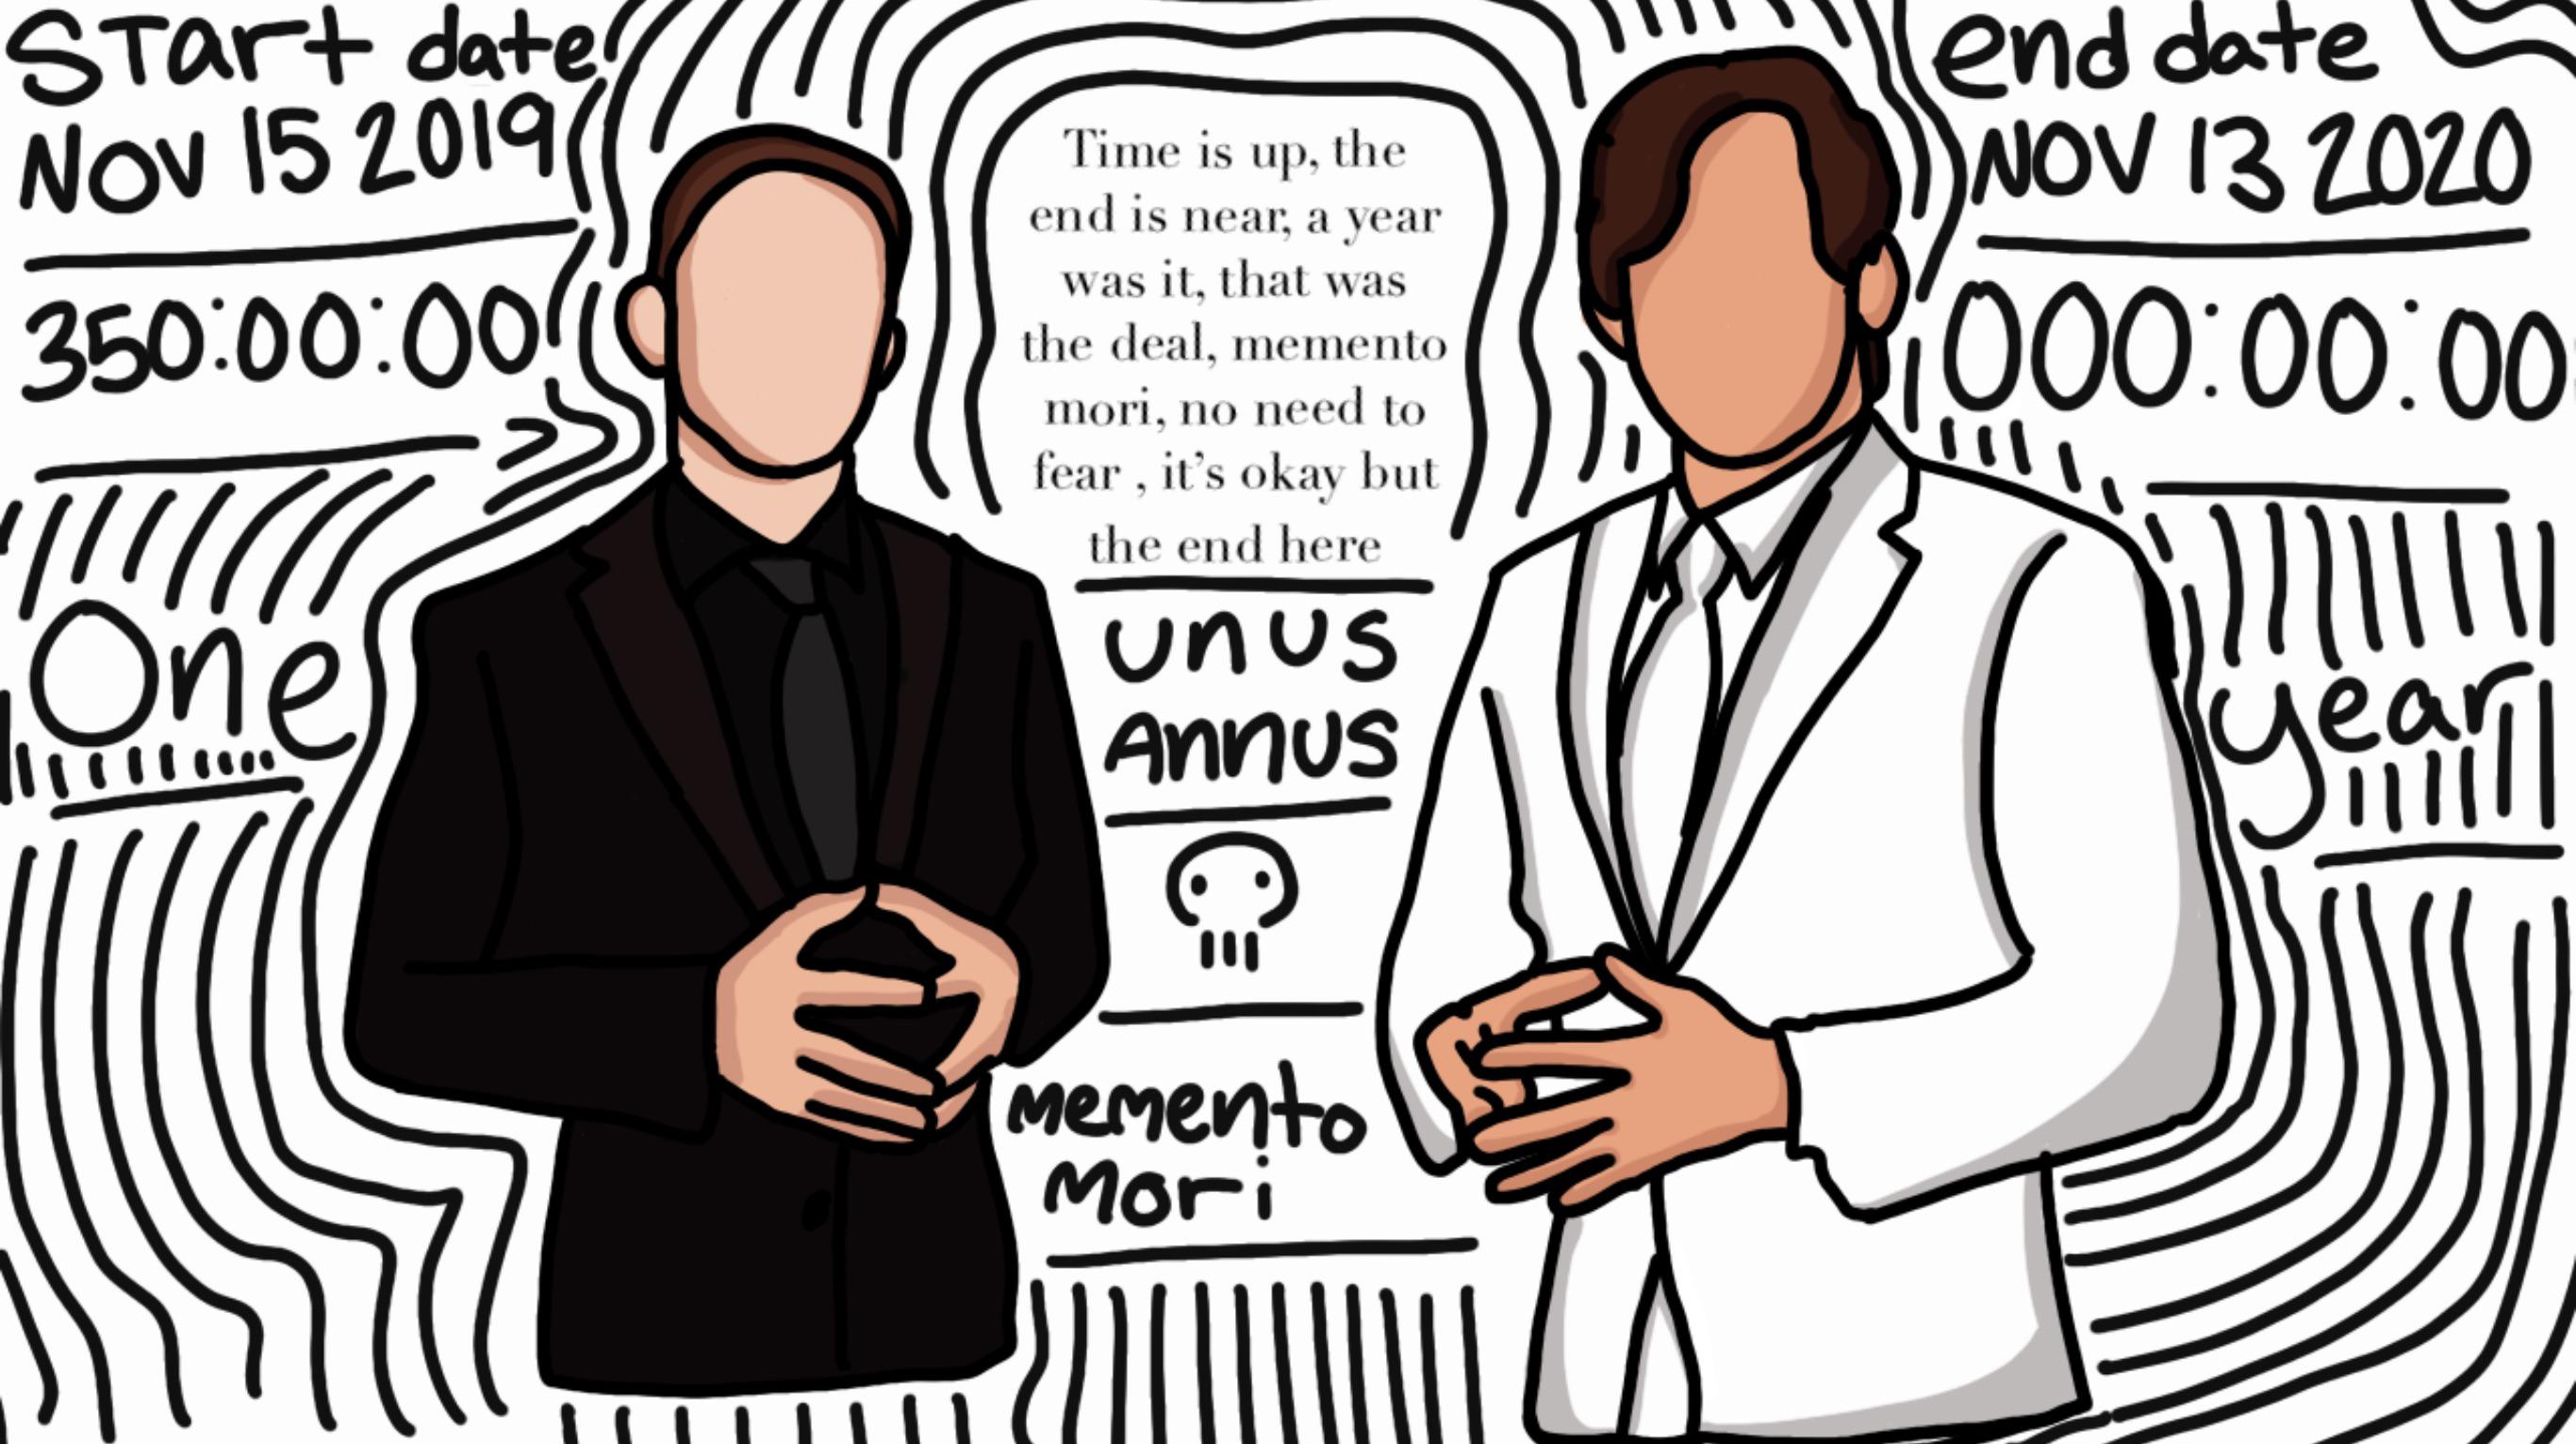 Start date
Nov 15 2019
350:00:00
One
Time is up, the
end is near, a year
was it, that was
the deal, memento
mori, no need to
fear , it's okay but
the end here
unus
Annus
memento
Mori
end date
NOV 13 2020
000:00:00
year